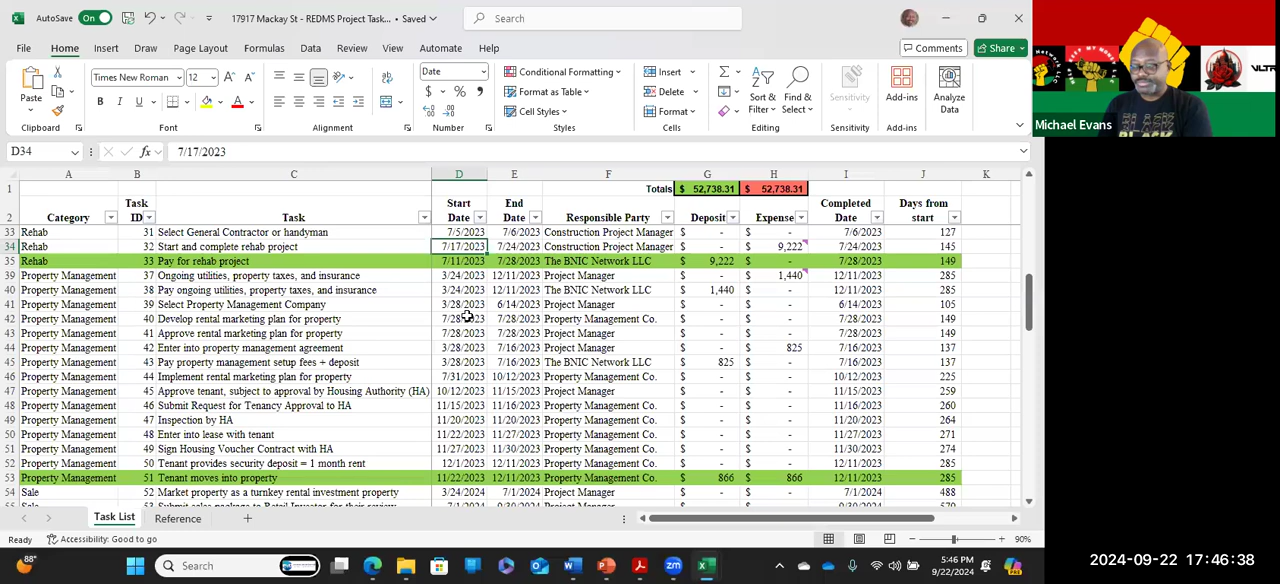 AutoSave On 17917 Mackay St - REDMS Project Task... • Saved Search
File Home Insert Draw Page Layout Formulas Data Review View Automate Help Comments Share
Times New Roman 12 Date Conditional Formatting Insert
Paste B I U $ % Format as Table Delete Sort & Filter Find & Select Sensitivity Add-ins Analyze Data
Cell Styles Format
Clipboard Font Alignment Number Styles Cells Editing Sensitivity Add-ins
D34 fx 7/17/2023
A B C D E F G H I J K
1 Totals $ 52,738.31 $ 52,738.31
2 Category Task ID Task Start Date End Date Responsible Party Deposit Expense Completed Date Days from start
33 Rehab 31 Select General Contractor or handyman 7/5/2023 7/6/2023 Construction Project Manager $ - $ - 7/6/2023 127
34 Rehab 32 Start and complete rehab project 7/17/2023 7/24/2023 Construction Project Manager $ - $ 9,222 7/24/2023 145
35 Rehab 33 Pay for rehab project 7/11/2023 7/28/2023 The BNIC Network LLC $ 9,222 $ - 7/28/2023 149
39 Property Management 37 Ongoing utilities, property taxes, and insurance 3/24/2023 12/11/2023 Project Manager $ - $ 1,440 12/11/2023 285
40 Property Management 38 Pay ongoing utilities, property taxes, and insurance 3/24/2023 12/11/2023 The BNIC Network LLC $ 1,440 $ - 12/11/2023 285
41 Property Management 39 Select Property Management Company 3/28/2023 6/14/2023 Project Manager $ - $ - 6/14/2023 105
42 Property Management 40 Develop rental marketing plan for property 7/28/2023 7/28/2023 Property Management Co. $ - $ - 7/28/2023 149
43 Property Management 41 Approve rental marketing plan for property 7/28/2023 7/28/2023 Project Manager $ - $ - 7/28/2023 149
44 Property Management 42 Enter into property management agreement 3/28/2023 7/16/2023 Project Manager $ - $ 825 7/16/2023 137
45 Property Management 43 Pay property management setup fees + deposit 3/28/2023 7/16/2023 The BNIC Network LLC $ 825 $ - 7/16/2023 137
46 Property Management 44 Implement rental marketing plan for property 7/31/2023 10/12/2023 Property Management Co. $ - $ - 10/12/2023 225
47 Property Management 45 Approve tenant, subject to approval by Housing Authority (HA) 10/12/2023 11/15/2023 Project Manager $ - $ - 11/15/2023 259
48 Property Management 46 Submit Request for Tenancy Approval to HA 11/15/2023 11/16/2023 Property Management Co. $ - $ - 11/16/2023 260
49 Property Management 47 Inspection by HA 11/20/2023 11/20/2023 Property Management Co. $ - $ - 11/20/2023 264
50 Property Management 48 Enter into lease with tenant 11/22/2023 11/27/2023 Property Management Co. $ - $ - 11/27/2023 271
51 Property Management 49 Sign Housing Voucher Contract with HA 11/27/2023 11/30/2023 Property Management Co. $ - $ - 11/30/2023 274
52 Property Management 50 Tenant provides security deposit = 1 month rent 12/1/2023 12/11/2023 Property Management Co. $ - $ - 12/11/2023 285
53 Property Management 51 Tenant moves into property 11/22/2023 12/11/2023 Property Management Co. $ 866 $ 866 12/11/2023 285
54 Sale 52 Market property as a turnkey rental investment property 3/24/2024 7/1/2024 Project Manager $ - $ - 7/1/2024 488
Task List Reference +
Ready Accessibility: Good to go 90%
88° Search 5:46 PM
9/22/2024
Michael Evans
2024-09-22 17:46:38